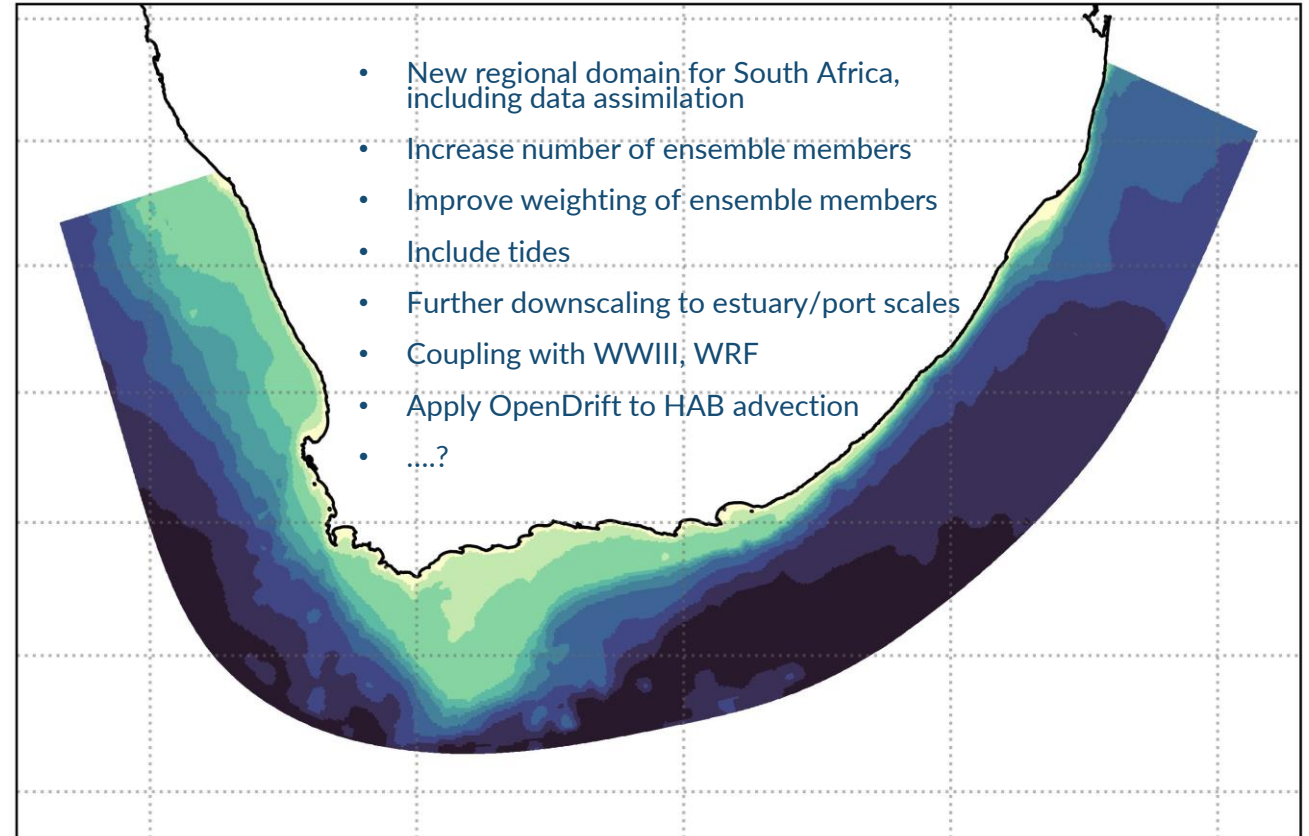 • New regional domain for South Africa,
including data assimilation
• Increase number of ensemble members
• Improve weighting of ensemble members
• Include tides
• Further downscaling to estuary/port scales
• Coupling with WWIII, WRF
• Apply OpenDrift to HAB advection
• ....?